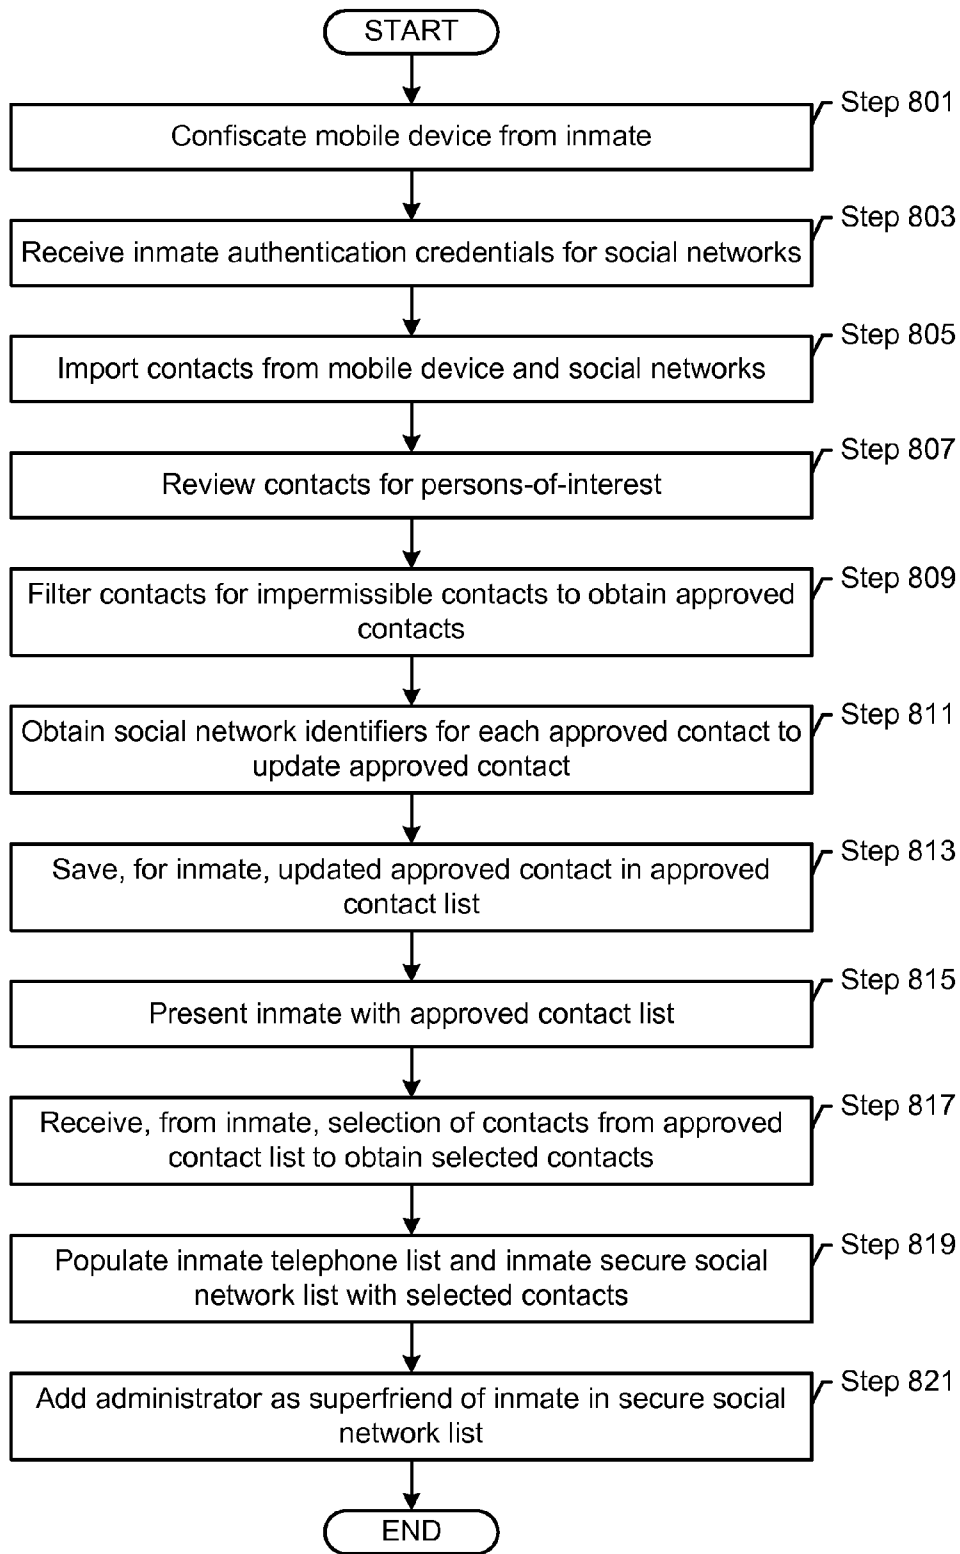 START
Step 801
Confiscate mobile device from inmate
Step 803
Receive inmate authentication credentials for social networks
Step 805
Import contacts from mobile device and social networks
Step 807
Review contacts for persons-of-interest
Step 809
Filter contacts for impermissible contacts to obtain approved
contacts
Step 811
Obtain social network identifiers for each approved contact to
update approved contact
Step 813
Save, for inmate, updated approved contact in approved
contact list
Step 815
Present inmate with approved contact list
Step 817
Receive, from inmate, selection of contacts from approved
contact list to obtain selected contacts
Step 819
Populate inmate telephone list and inmate secure social
network list with selected contacts
Step 821
Add administrator as superfriend of inmate in secure social
network list
END